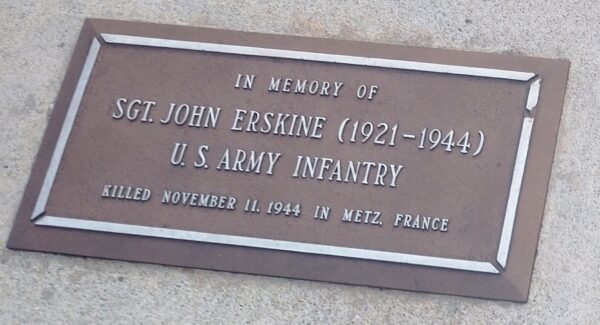 IN MEMORY OF
SGT. JOHN ERSKINE (1921-1944)
U. S. ARMY INFANTRY
KILLED NOVEMBER 11, 1944 IN METZ, FRANCE